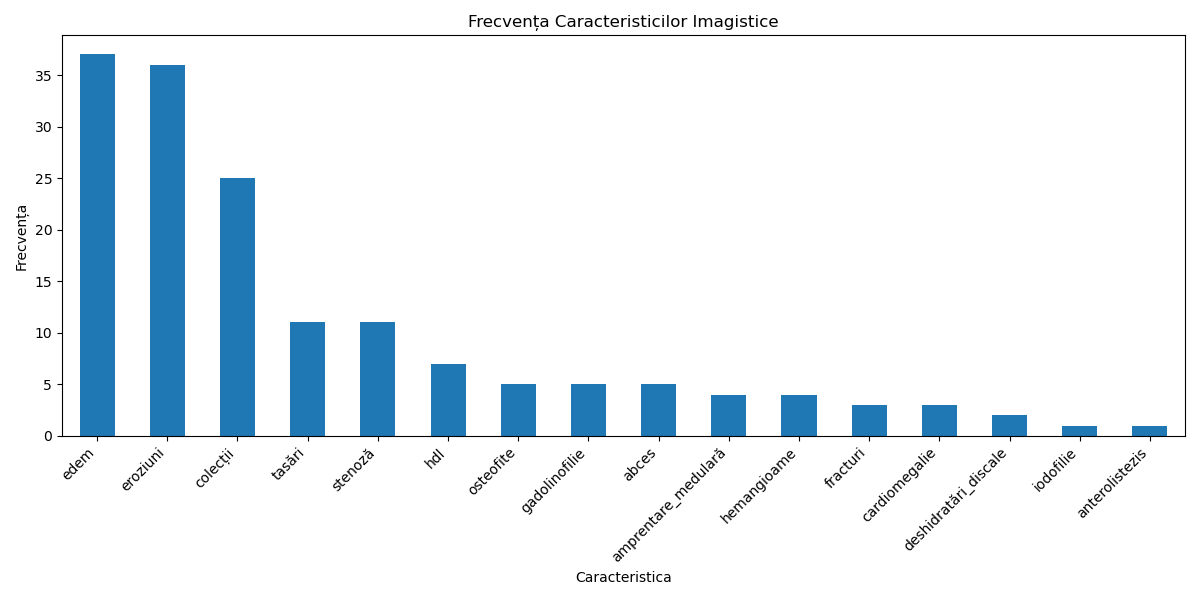 Frecvența Caracteristicilor Imagistice
Frecvența
35
30
25
20
15
10
5
0
edem
eroziuni
colecții
tasări
stenoză
hdl
osteofite
gadolinofilie
abces
amprentare_medulară
hemangioame
fracturi
cardiomegalie
deshidratări_discale
iodofilie
anterolistezis
Caracteristica